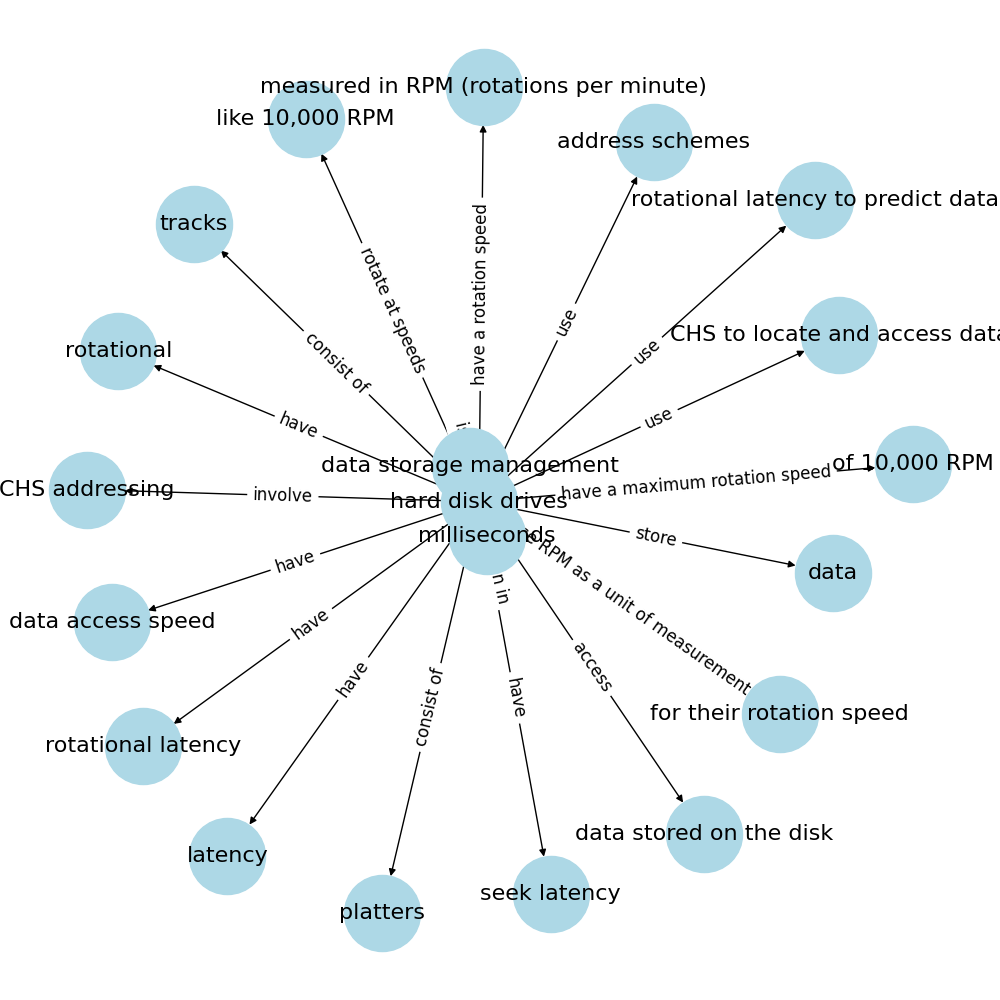 measured in RPM (rotations per minute)
like 10,000 RPM
address schemes
rotational latency to predict data
tracks
rotate at speeds
have a rotation speed
use
CHS to locate and access data
consist of
use
rotational
use
have
data storage management
of 10,000 RPM
have a maximum rotation speed
CHS addressing
involve
hard disk drives
milliseconds
store
have
data
RPM as a unit of measurement
in
data access speed
have
have
access
have
consist of
for their rotation speed
rotational latency
data stored on the disk
latency
seek latency
platters